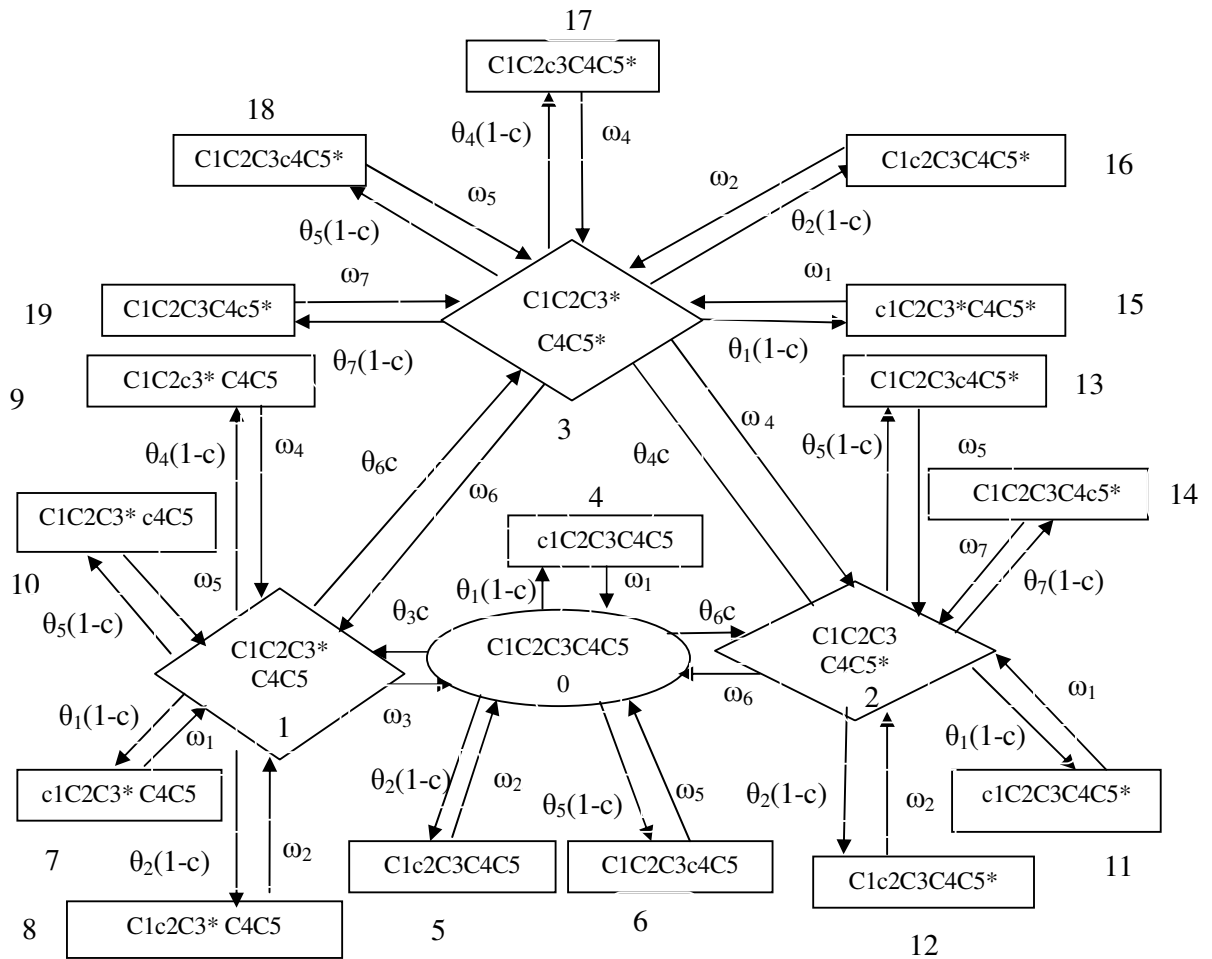 17
C1C2c3C4C5*
18
θ4(1-c)
ω4
C1C2C3c4C5*
C1c2C3C4C5*
16
ω2
ω5
θ2(1-c)
θ5(1-c)
ω7
ω1
C1C2C3*
C4C5*
19
C1C2C3C4c5*
c1C2C3*C4C5*
15
θ7(1-c)
θ1(1-c)
9
C1C2c3* C4C5
C1C2C3c4C5*
13
3
ω4
θ4(1-c)
ω4
θ6c
θ4c
θ5(1-c)
ω5
ω6
C1C2C3C4c5*
14
4
C1C2C3* c4C5
c1C2C3C4C5
ω7
10
ω5
θ1(1-c)
ω1
θ7(1-c)
θ5(1-c)
θ3c
θ6c
C1C2C3*
C4C5
C1C2C3C4C5
0
C1C2C3
C4C5*
2
ω1
θ1(1-c)
1
ω3
ω6
ω1
θ1(1-c)
c1C2C3* C4C5
θ2(1-c)
ω2
θ5(1-c)
ω5
θ2(1-c)
ω2
c1C2C3C4C5*
7
θ2(1-c)
ω2
C1c2C3C4C5
C1C2C3c4C5
C1c2C3C4C5*
11
8
C1c2C3* C4C5
5
6
12